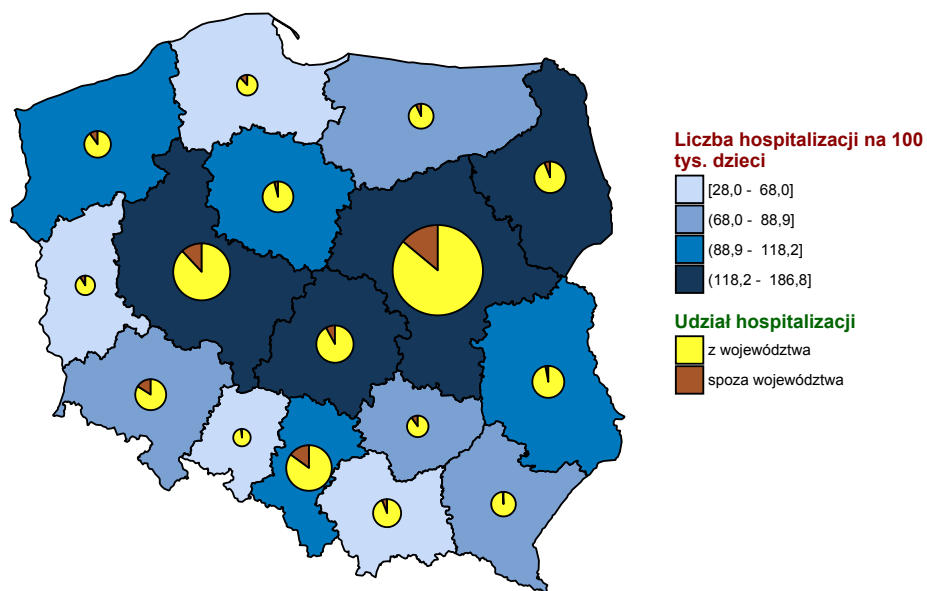 Liczba hospitalizacji na 100
tys. dzieci
[28,0 - 68,0]
(68,0 - 88,9]
(88,9 - 118,2]
(118,2 - 186,8]
Udział hospitalizacji
z województwa
spoza województwa